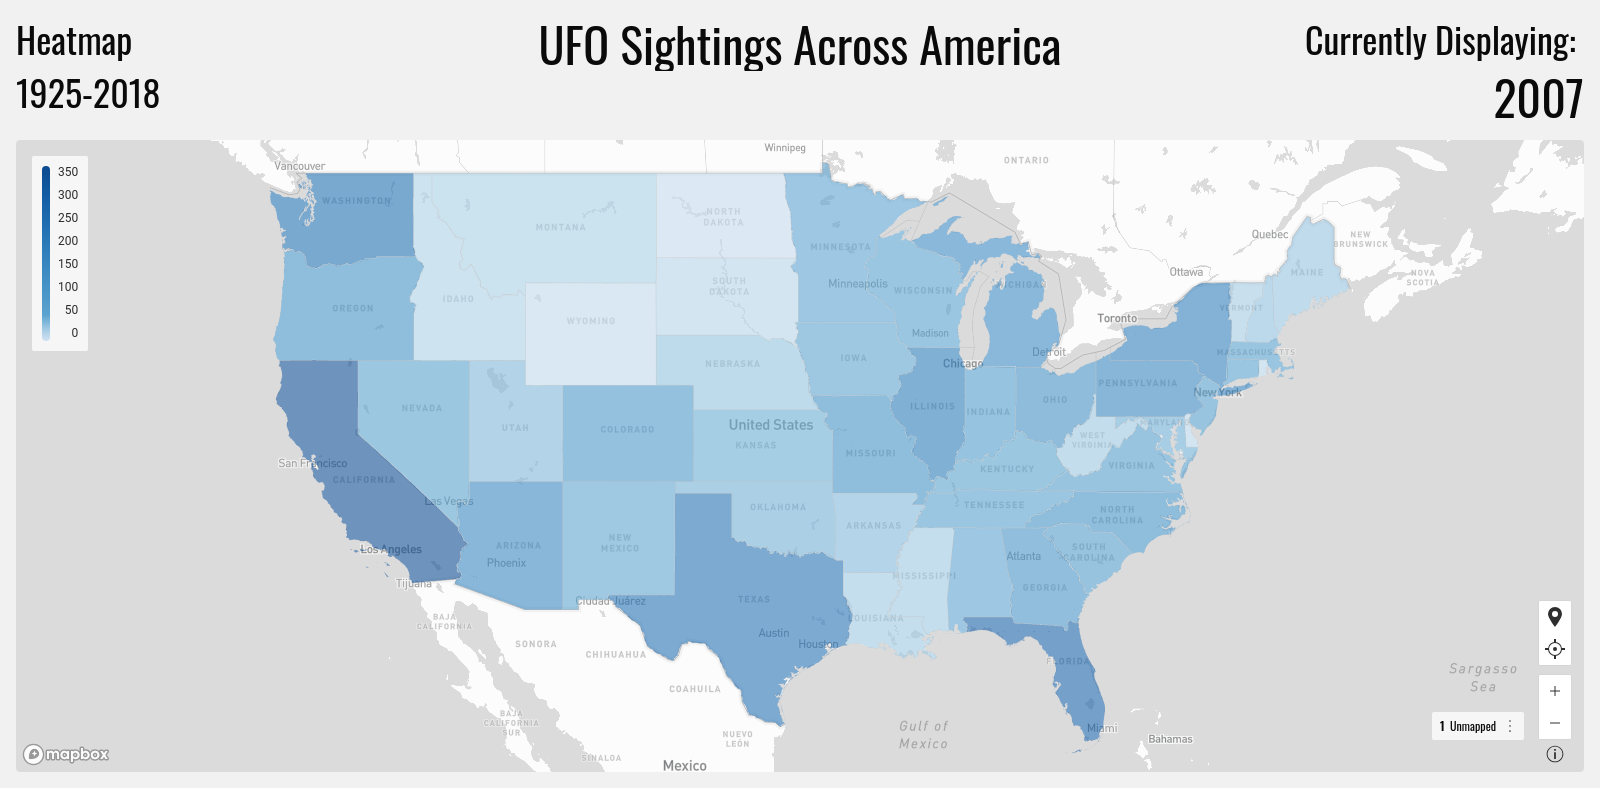 Heatmap
UFO Sightings Across America
Currently Displaying:
1925-2018
2007
350
300
250
200
150
100
50
0
Vancouver
Winnipeg
ONTARIO
WASHINGTON
MONTANA
NORTH
DAKOTA
MINNESOTA
Quebec
NEW
BRUNSWICK
Ottawa
MAINE
NOVA
SCOTIA
OREGON
IDAHO
SOUTH
DAKOTA
Minneapolis
WISCONSIN
MICHIGAN
VERMONT
WYOMING
Toronto
Madison
Detroit
MASSACHUSETTS
NEBRASKA
IOWA
Chicago
NEVADA
UTAH
COLORADO
United States
KANSAS
ILLINOIS
INDIANA
OHIO
PENNSYLVANIA
New York
MARYLAND
San Francisco
CALIFORNIA
MISSOURI
WEST
VIRGINIA
VIRGINIA
KENTUCKY
Las Vegas
OKLAHOMA
ARKANSAS
TENNESSEE
NORTH
CAROLINA
Los Angeles
ARIZONA
Phoenix
NEW
MEXICO
Atlanta
SOUTH
CAROLINA
Tijuana
MISSISSIPPI
GEORGIA
Ciudad Juárez
TEXAS
LOUISIANA
BAJA
CALIFORNIA
SONORA
CHIHUAHUA
Austin
Houston
FLORIDA
Sargasso
Sea
COAHUILA
BAJA
CALIFORNIA
SUR
Gulf of
Mexico
Miami
1 Unmapped
NUEVO
LEÓN
Bahamas
mapbox
SINALOA
Mexico